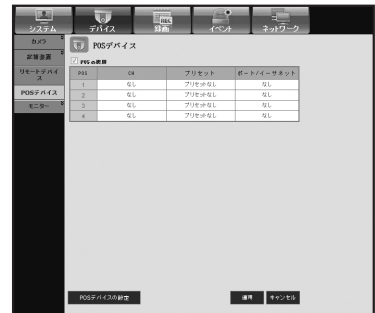 システム デバイス REC 録画 イベント ネットワーク
カメラ
記憶装置
リモートデバイス
POSデバイス
モニター
POSデバイス
POSの使用
POS CH プリセット ポート/イーサネット
1 なし プリセットなし なし
2 なし プリセットなし なし
3 なし プリセットなし なし
4 なし プリセットなし なし
POSデバイスの設定 適用 キャンセル